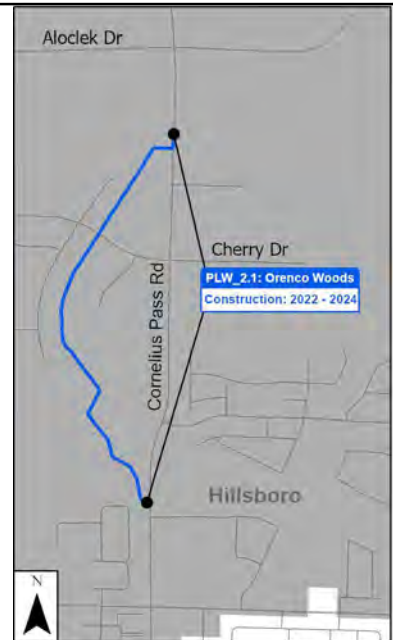 Aloclek Dr
Cherry Dr
PLW_2.1: Orenco Woods
Construction: 2022 - 2024
Cornelius Pass Rd
Hillsboro
N